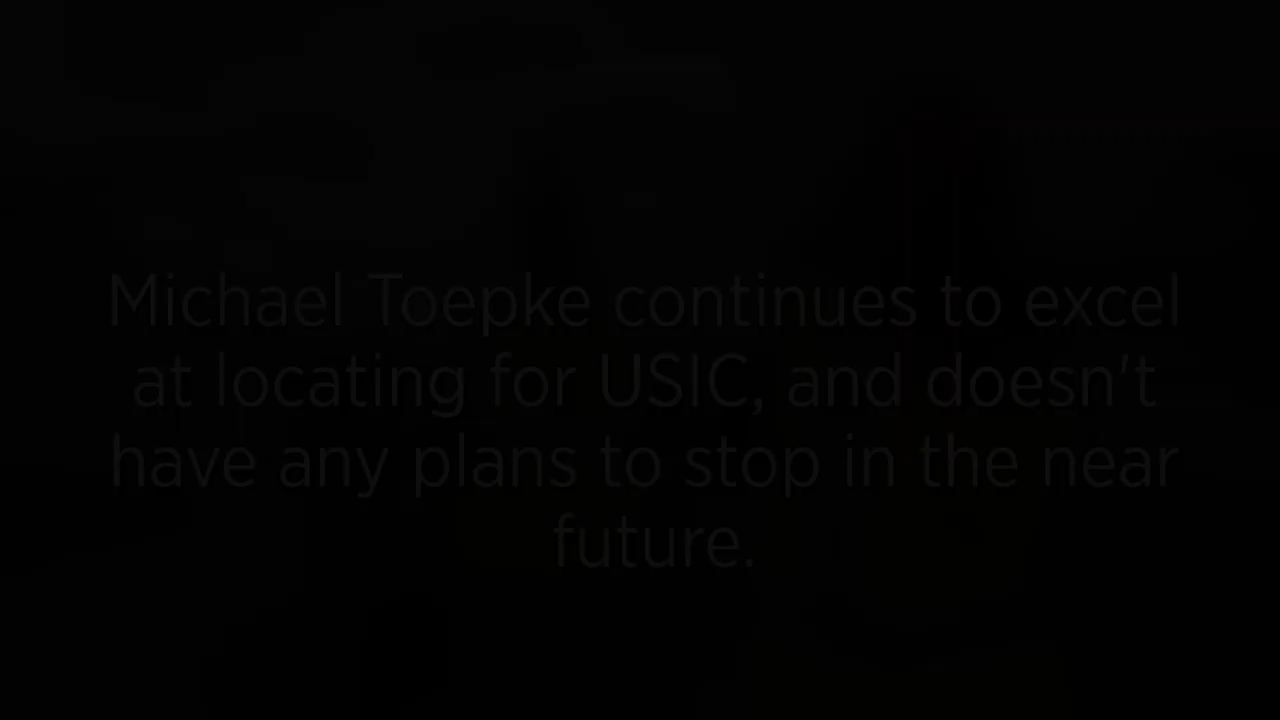 Michael Toepke continues to excel
at locating for USIC, and doesn't
have any plans to stop in the near
future.